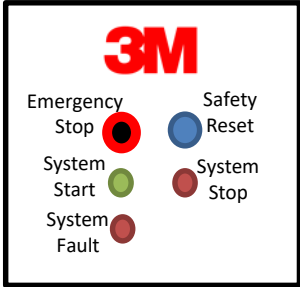 3M
Emergency
Stop
Safety
Reset
System
Start
System
Stop
System
Fault